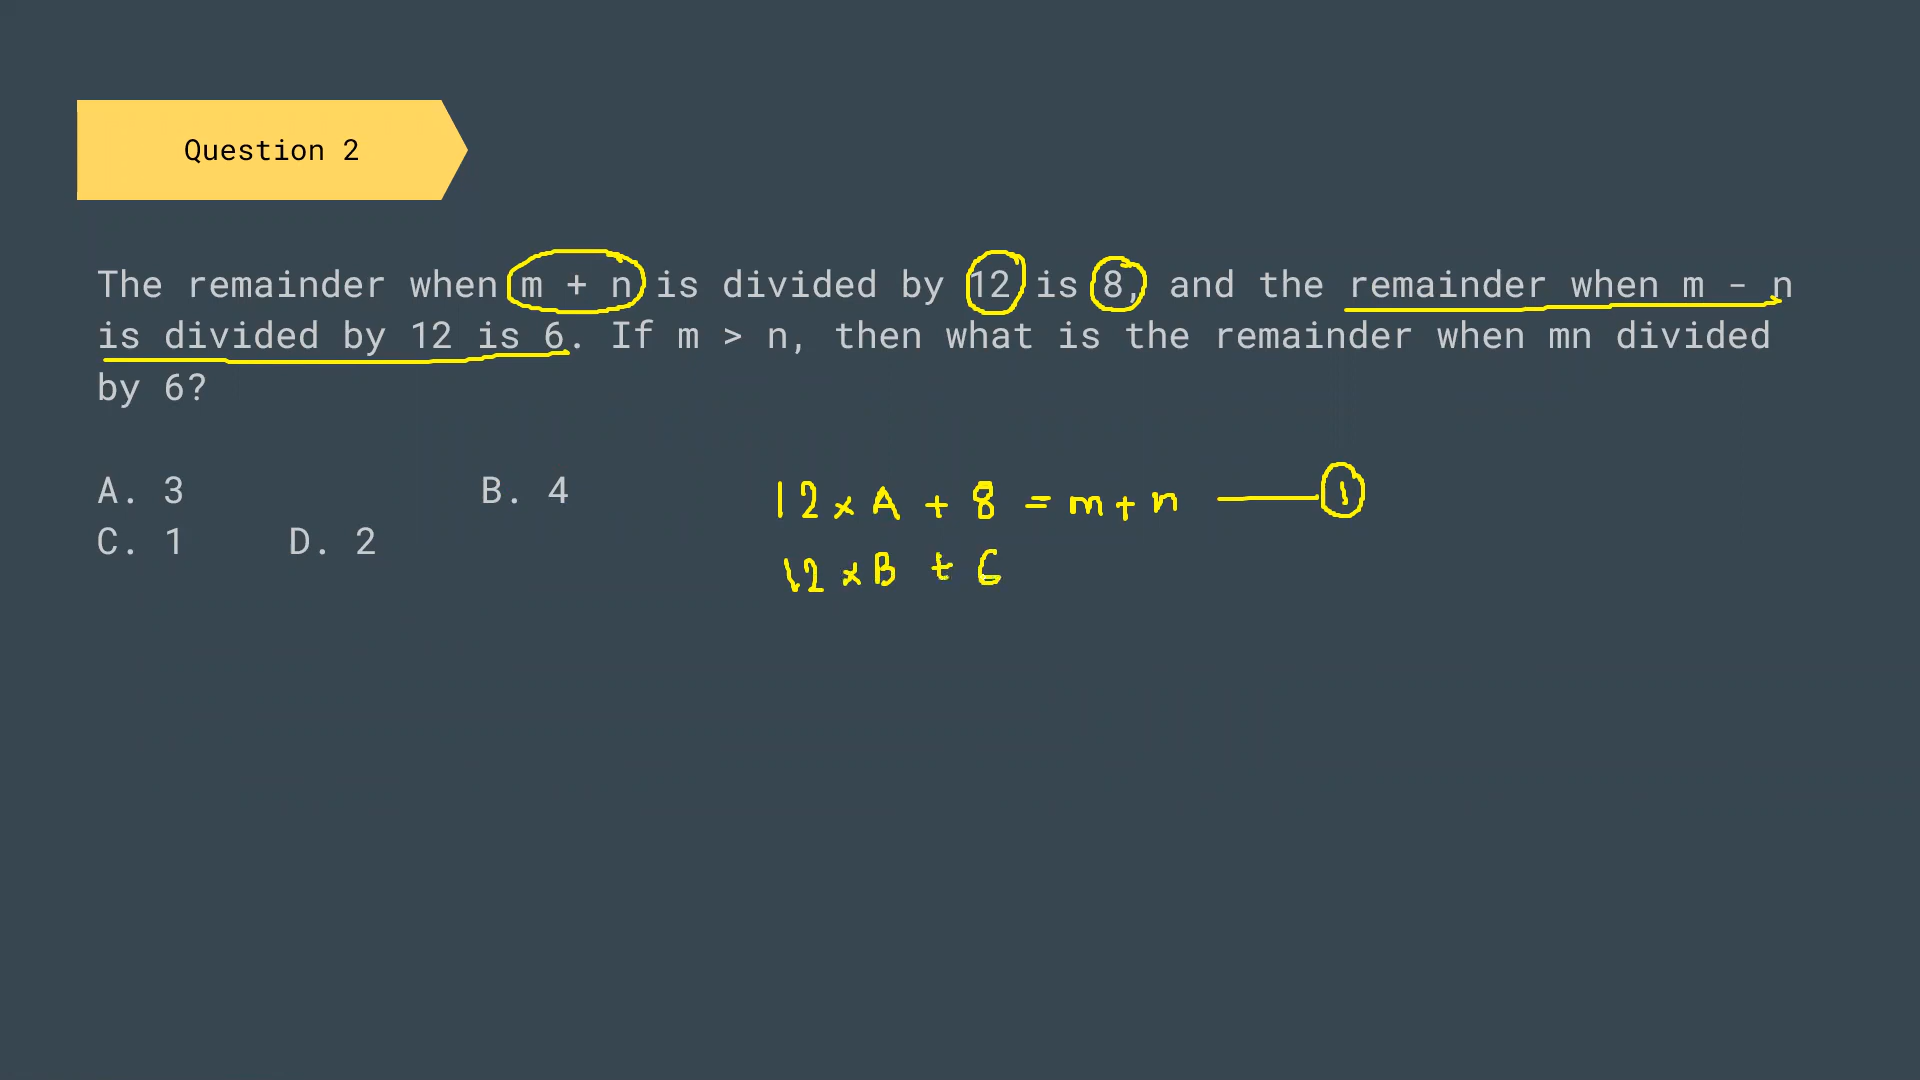 Question 2
The remainder when m + n is divided by 12 is 8, and the remainder when m - n
is divided by 12 is 6. If m > n, then what is the remainder when mn divided
by 6?
A. 3 B. 4
C. 1 D. 2
12 × A + 8 = m + n —— ①
12 × B + 6